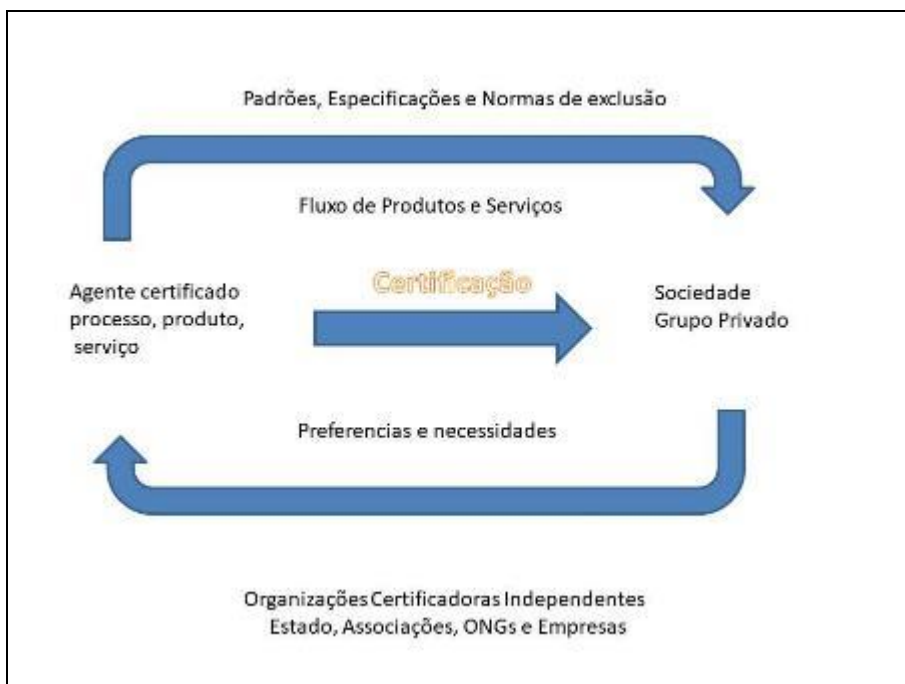 Padrões, Especificações e Normas de exclusão
Fluxo de Produtos e Serviços
Certificação
Agente certificado
processo, produto,
serviço
Sociedade
Grupo Privado
Preferencias e necessidades
Organizações Certificadoras Independentes
Estado, Associações, ONGs e Empresas